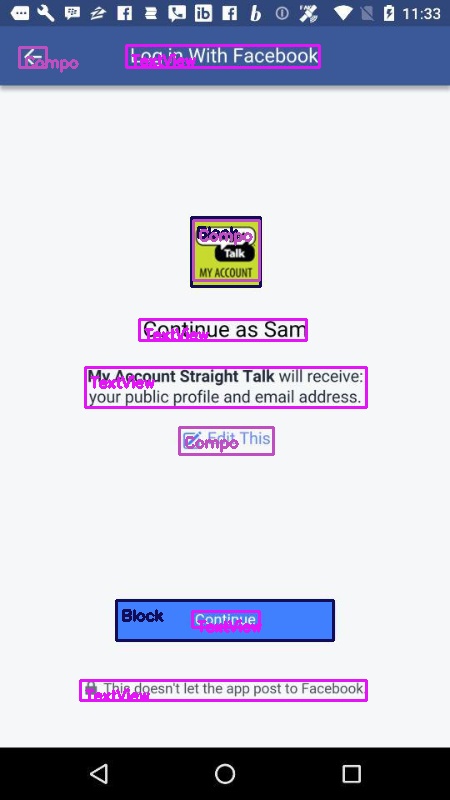 11:33
Log in With Facebook
Compo
TextView
Block
Compo
Talk
MY ACCOUNT
Continue as Sam
TextView
My Account Straight Talk will receive:
your public profile and email address.
TextView
Edit This
Compo
Block
Continue
TextView
This doesn't let the app post to Facebook
TextView